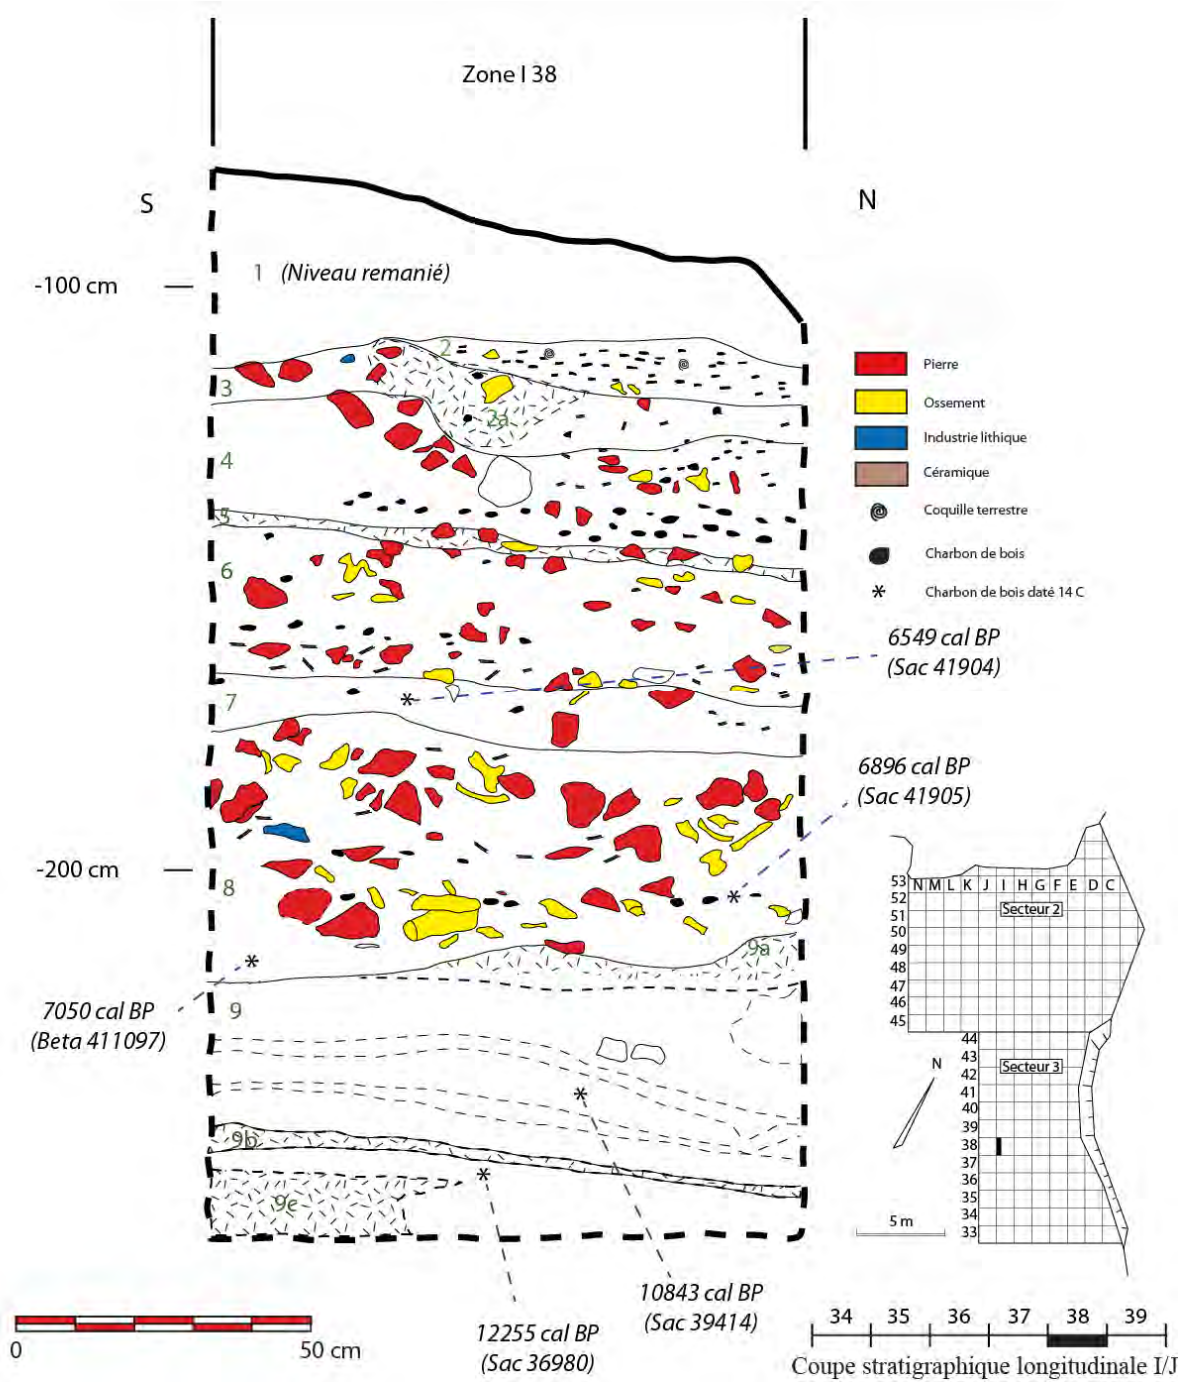 Zone I 38
S
N
-100 cm
1 (Niveau remanié)
2
3
2a
4
5
6
7
-200 cm
8
9a
9
9b
9e
Pierre
Ossement
Industrie lithique
Céramique
Coquille terrestre
Charbon de bois
Charbon de bois daté 14 C
6549 cal BP
(Sac 41904)
6896 cal BP
(Sac 41905)
7050 cal BP
(Beta 411097)
10843 cal BP
(Sac 39414)
12255 cal BP
(Sac 36980)
0
50 cm
53 N M L K J I H G F E D C
52
51
Secteur 2
50
49
48
47
46
45
44
43
Secteur 3
42
41
40
39
38
37
36
35
34
33
N
5 m
34 35 36 37 38 39
Coupe stratigraphique longitudinale I/J